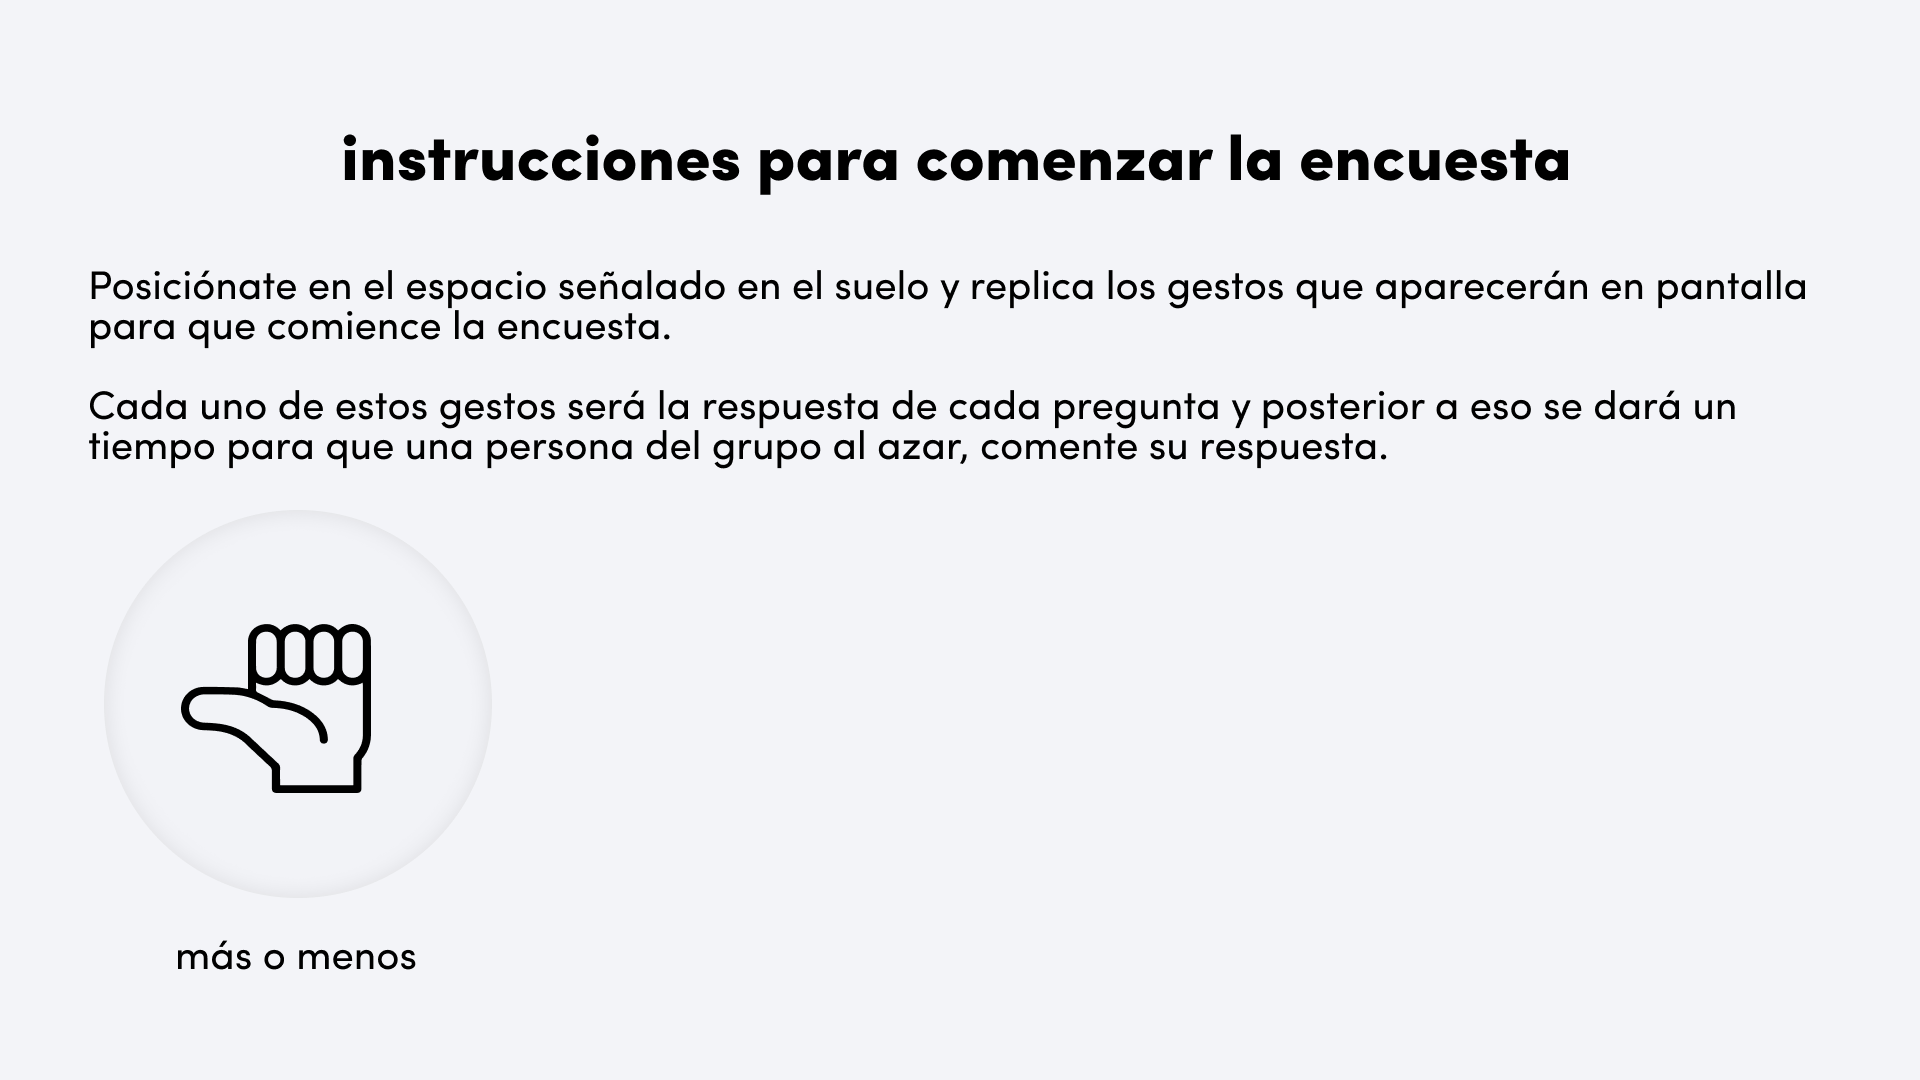 instrucciones para comenzar la encuesta
Posiciónate en el espacio señalado en el suelo y replica los gestos que aparecerán en pantalla
para que comience la encuesta.
Cada uno de estos gestos será la respuesta de cada pregunta y posterior a eso se dará un
tiempo para que una persona del grupo al azar, comente su respuesta.
más o menos